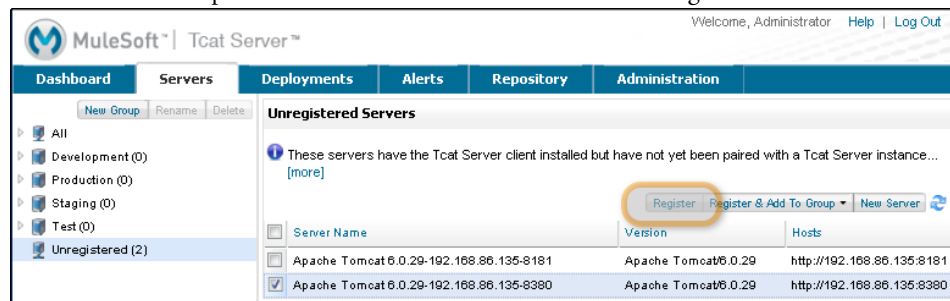 Welcome, Administrator Help | Log Out
MuleSoft™ | Tcat Server™
Dashboard Servers Deployments Alerts Repository Administration
New Group Rename Delete
All
Development (0)
Production (0)
Staging (0)
Test (0)
Unregistered (2)
Unregistered Servers
These servers have the Tcat Server client installed but have not yet been paired with a Tcat Server instance...
[more]
Register Register & Add To Group New Server
Server Name Version Hosts
Apache Tomcat 6.0.29-192.168.86.135-8181 Apache Tomcat/6.0.29 http://192.168.86.135:8181
Apache Tomcat 6.0.29-192.168.86.135-8380 Apache Tomcat/6.0.29 http://192.168.86.135:8380